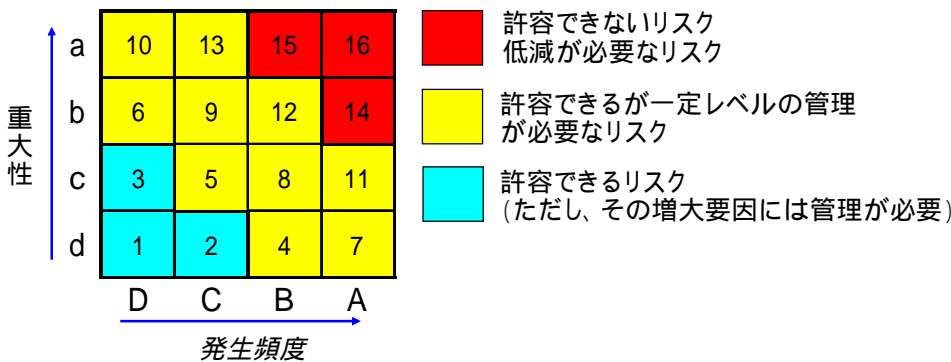 a 10 13 15 16
b 6 9 12 14
c 3 5 8 11
d 1 2 4 7
D C B A
重大性
発生頻度
許容できないリスク
低減が必要なリスク
許容できるが一定レベルの管理
が必要なリスク
許容できるリスク
(ただし、その増大要因には管理が必要)